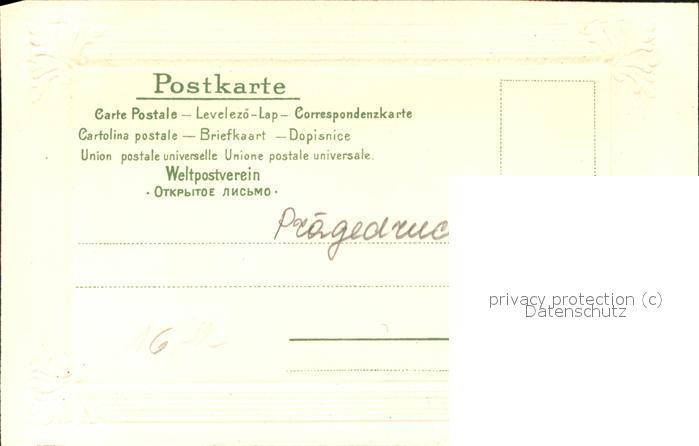 Postkarte
Carte Postale – Levelező-Lap – Correspondenzkarte
Cartolina postale — Briefkaart — Dopisnice
Union postale universelle Unione postale universale.
Weltpostverein
· ОТКРЫТОЕ ПИСЬМО ·
Prägedruc
privacy protection (c)
Datenschutz
16